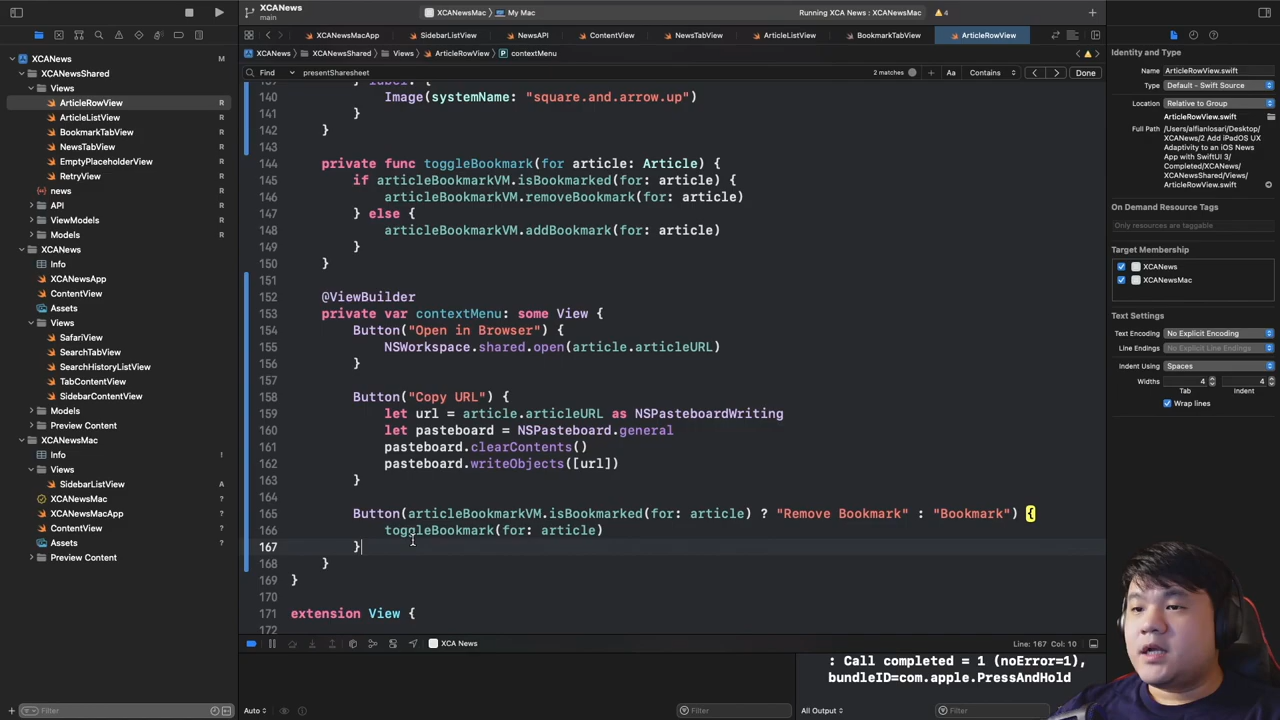 XCANews
main
XCANewsMac 〉 My Mac
Running XCA News : XCANewsMac
4
XCANewsMacApp
SidebarListView
NewsAPI
ContentView
NewsTabView
ArticleListView
BookmarkTabView
ArticleRowView
XCANews 〉 XCANewsShared 〉 Views 〉 ArticleRowView 〉 contextMenu
Find 〉 presentSharesheet
2 matches
Aa
Contains
Done
XCANews M
XCANewsShared
Views
ArticleRowView R
ArticleListView R
BookmarkTabView R
NewsTabView R
EmptyPlaceholderView R
RetryView R
news R
API
ViewModels
Models
XCANews
Info
XCANewsApp
ContentView
Assets
Views
SafariView
SearchTabView
SearchHistoryListView
TabContentView
SidebarContentView
Models
Preview Content
XCANewsMac
Info !
Views
SidebarListView A
XCANewsMac ?
XCANewsMacApp ?
ContentView ?
Assets ?
Preview Content ?
Filter
139 } label: {
140 Image(systemName: "square.and.arrow.up")
141 }
142 }
143
144 private func toggleBookmark(for article: Article) {
145 if articleBookmarkVM.isBookmarked(for: article) {
146 articleBookmarkVM.removeBookmark(for: article)
147 } else {
148 articleBookmarkVM.addBookmark(for: article)
149 }
150 }
151
152 @ViewBuilder
153 private var contextMenu: some View {
154 Button("Open in Browser") {
155 NSWorkspace.shared.open(article.articleURL)
156 }
157
158 Button("Copy URL") {
159 let url = article.articleURL as NSPasteboardWriting
160 let pasteboard = NSPasteboard.general
161 pasteboard.clearContents()
162 pasteboard.writeObjects([url])
163 }
164
165 Button(articleBookmarkVM.isBookmarked(for: article) ? "Remove Bookmark" : "Bookmark") {
166 toggleBookmark(for: article)
167 }
168 }
169 }
170
171 extension View {
172
XCA News
Line: 167 Col: 10
: Call completed = 1 (noError=1),
bundleID=com.apple.PressAndHold
Auto
Filter
All Output
Filter
Identity and Type
Name ArticleRowView.swift
Type Default - Swift Source
Location Relative to Group
ArticleRowView.swift
Full Path /Users/alfianlosari/Desktop/
XCANews/2 Add iPadOS UX
Adaptivity to an iOS News
App with SwiftUI 3/
Completed/XCANews/
XCANewsShared/Views/
ArticleRowView.swift
On Demand Resource Tags
Only resources are taggable
Target Membership
XCANews
XCANewsMac
Text Settings
Text Encoding No Explicit Encoding
Line Endings No Explicit Line Endings
Indent Using Spaces
Widths 4 4
Tab Indent
Wrap lines